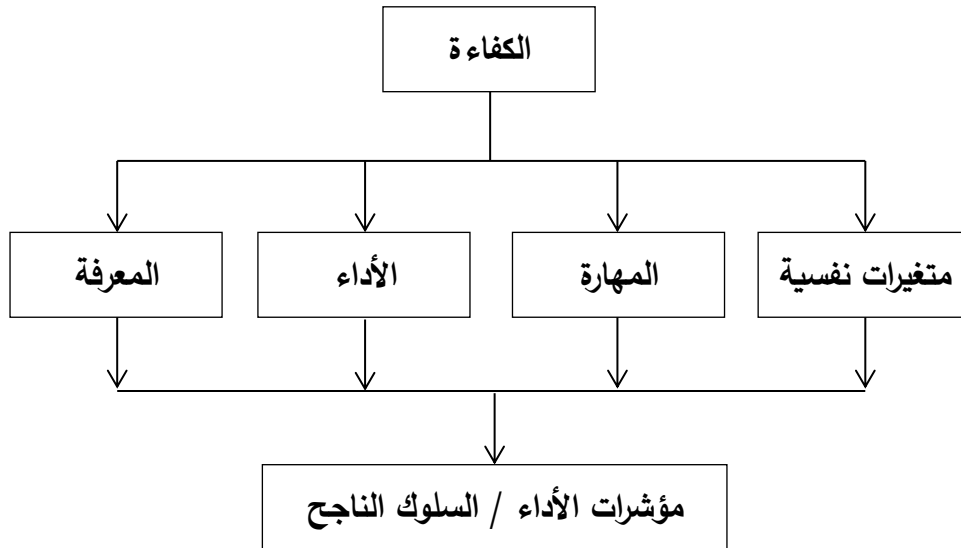 الكفاءة
متغيرات نفسية
المهارة
الأداء
المعرفة
مؤشرات الأداء / السلوك الناجح